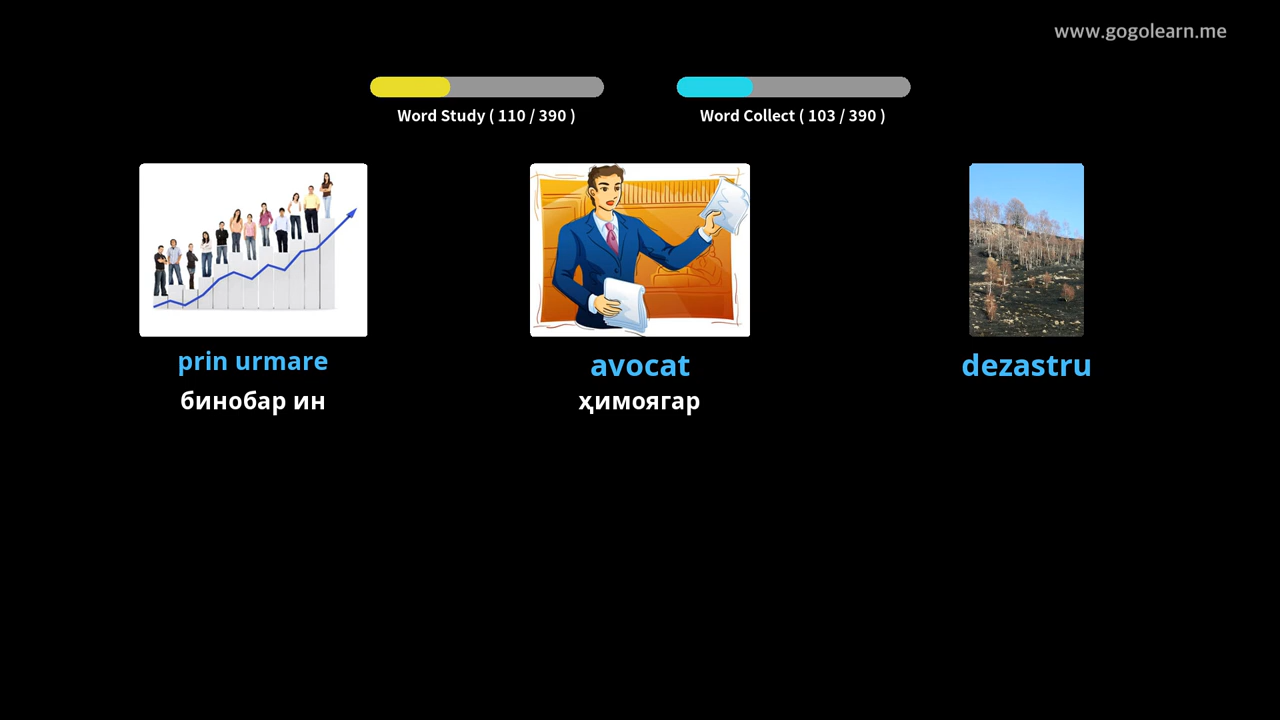 www.gogolearn.me
Word Study ( 110 / 390 )
Word Collect ( 103 / 390 )
prin urmare
avocat
dezastru
бинобар ин
ҳимоягар